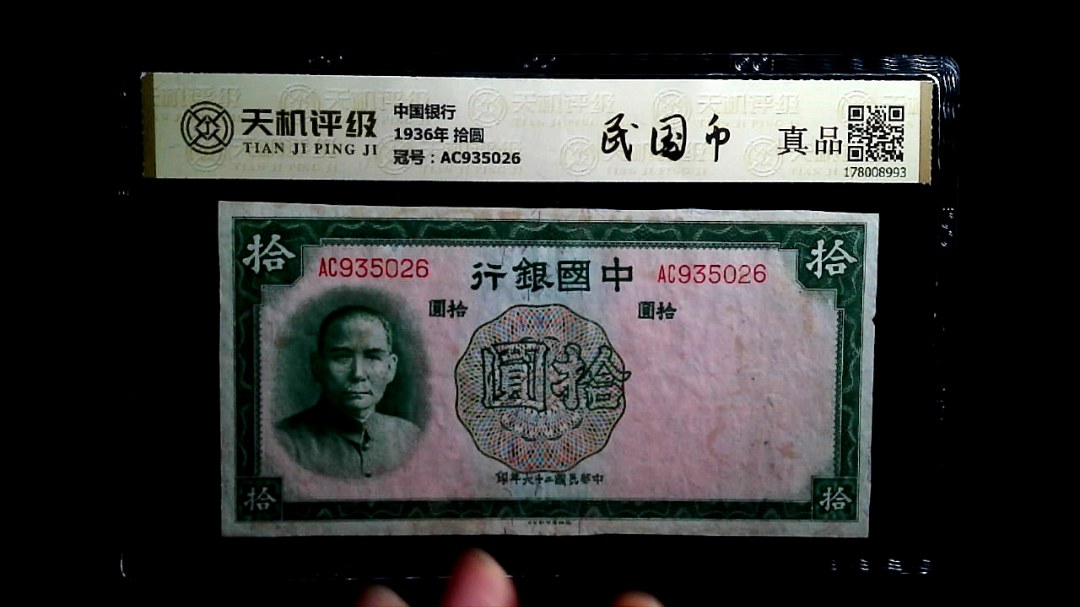 天机评级
TIAN JI PING JI
中国银行
1936年 拾圆
冠号：AC935026
民国币
真品
178008993
拾
拾
AC935026
行銀國中
AC935026
圓拾
圓拾
圓拾
印年六十二國民華中
拾
拾